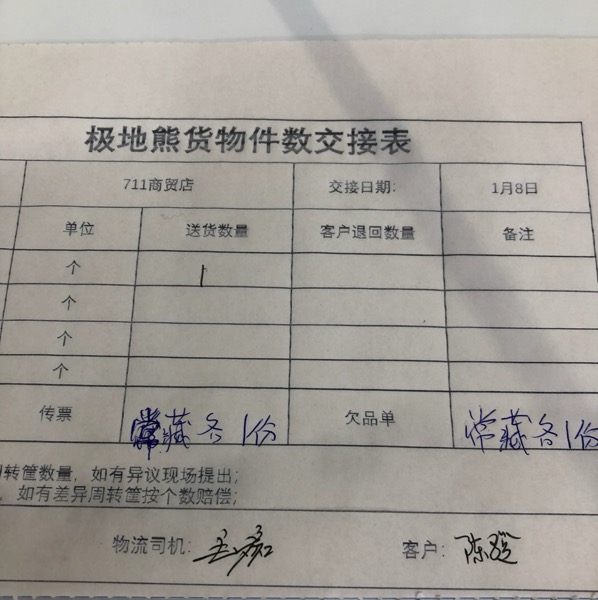 极地熊货物件数交接表
711商贸店 交接日期: 1月8日
单位 送货数量 客户退回数量 备注
个 1
个
个
个
传票 常藏各1份 欠品单 常藏各1份
周转筐数量，如有异议现场提出;
如有差异周转筐按个数赔偿;
物流司机: 客户: 陈